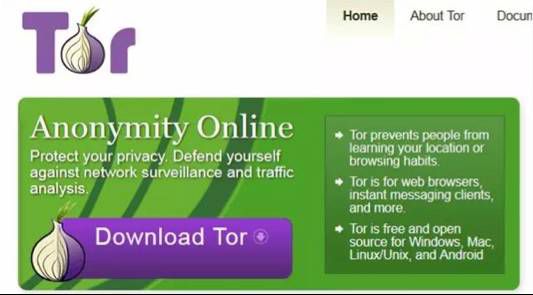 Tor
Home About Tor
Anonymity Online
Protect your privacy. Defend yourself
against network surveillance and traffic
analysis.
Download Tor
Tor prevents people from
learning your location or
browsing habits.
Tor is for web browsers,
instant messaging clients,
and more.
Tor is free and open
source for Windows, Mac,
Linux/Unix, and Android